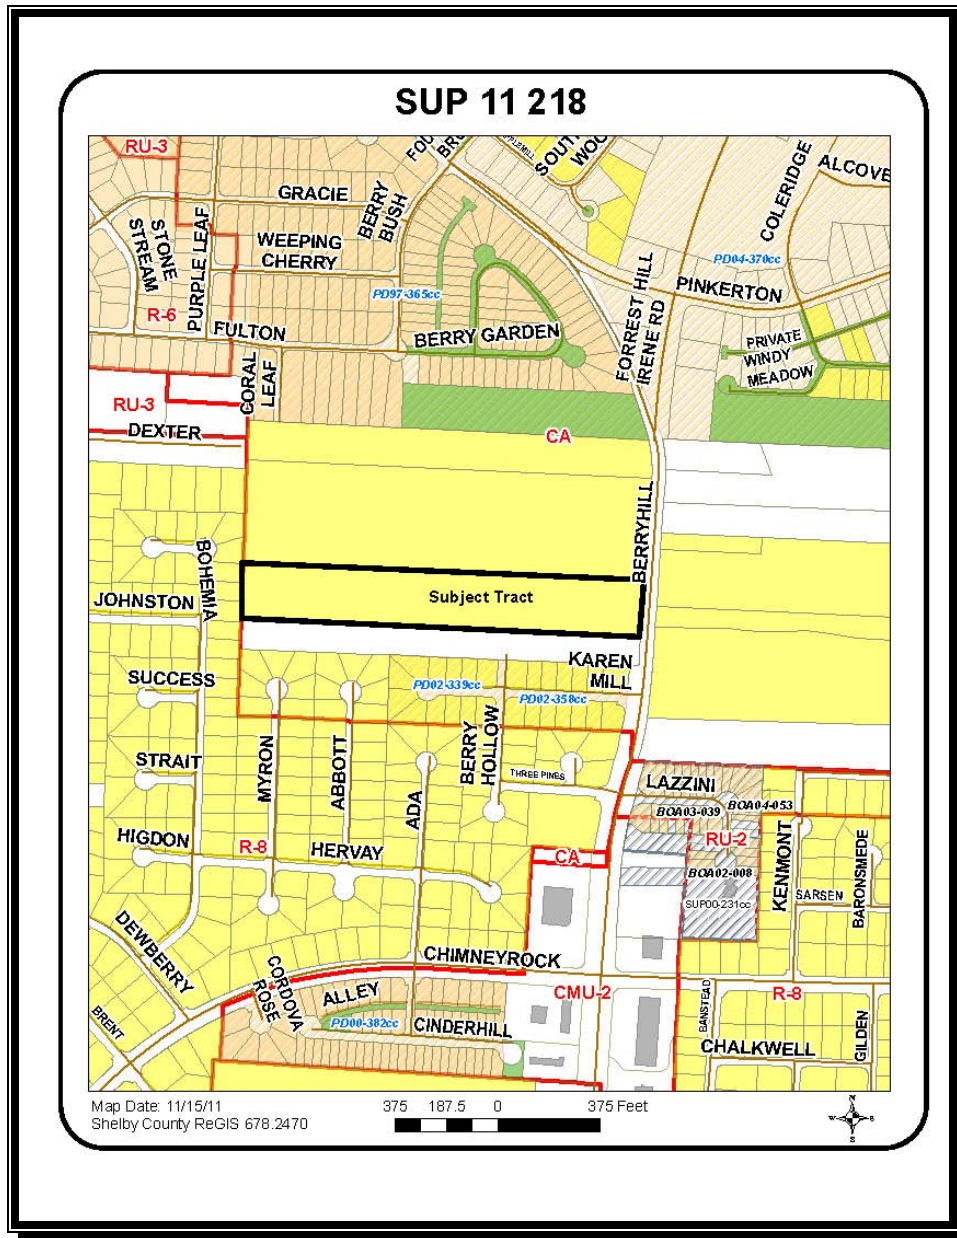 SUP 11 218
RU-3
GRACIE
BERRY
BUSH
FOU
BR
SOUT
WOO
COLERIDGE
ALCOVE
STONE
STREAM
PURPLE LEAF
WEEPING
CHERRY
PD97-365cc
PD04-370cc
FORREST HILL
IRENE RD
PINKERTON
R-6
FULTON
BERRY GARDEN
PRIVATE
WINDY
MEADOW
CORAL
LEAF
RU-3
DEXTER
CA
BERRYHILL
BOHEMIA
JOHNSTON
Subject Tract
KAREN
MILL
SUCCESS
PD02-339cc
PD02-358cc
STRAIT
MYRON
ABBOTT
ADA
BERRY
HOLLOW
THREE PINES
LAZZINI
BOA03-039
BOA04-053
HIGDON
R-8
HERVAY
CA
RU-2
BOA02-008
SUP00-231cc
KENMONT
SARSEN
BARONSMEDE
DEWBERRY
CORDOVA
ROSE
CHIMNEYROCK
ALLEY
CMU-2
R-8
BRENT
PD00-382cc
CINDERHILL
BANSTEAD
CHALKWELL
GILDEN
Map Date: 11/15/11
Shelby County ReGIS 678.2470
375 187.5 0 375 Feet
N
W E
S